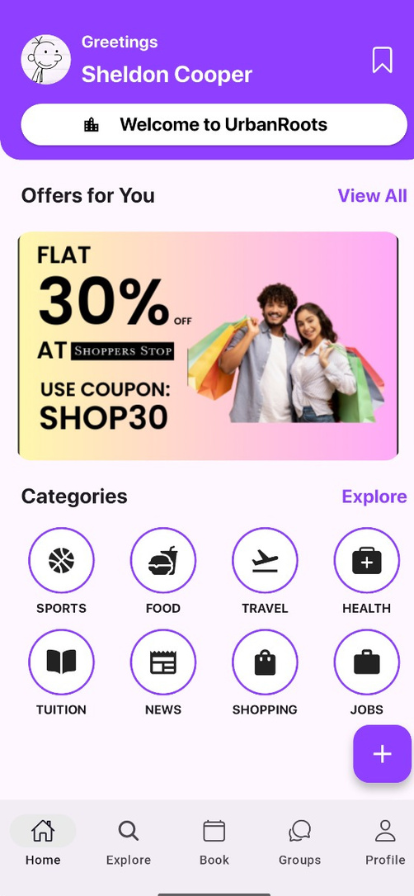 Greetings
Sheldon Cooper
Welcome to UrbanRoots
Offers for You
View All
FLAT
30% OFF
AT SHOPPERS STOP
USE COUPON:
SHOP30
Categories
Explore
SPORTS
FOOD
TRAVEL
HEALTH
TUITION
NEWS
SHOPPING
JOBS
Home
Explore
Book
Groups
Profile